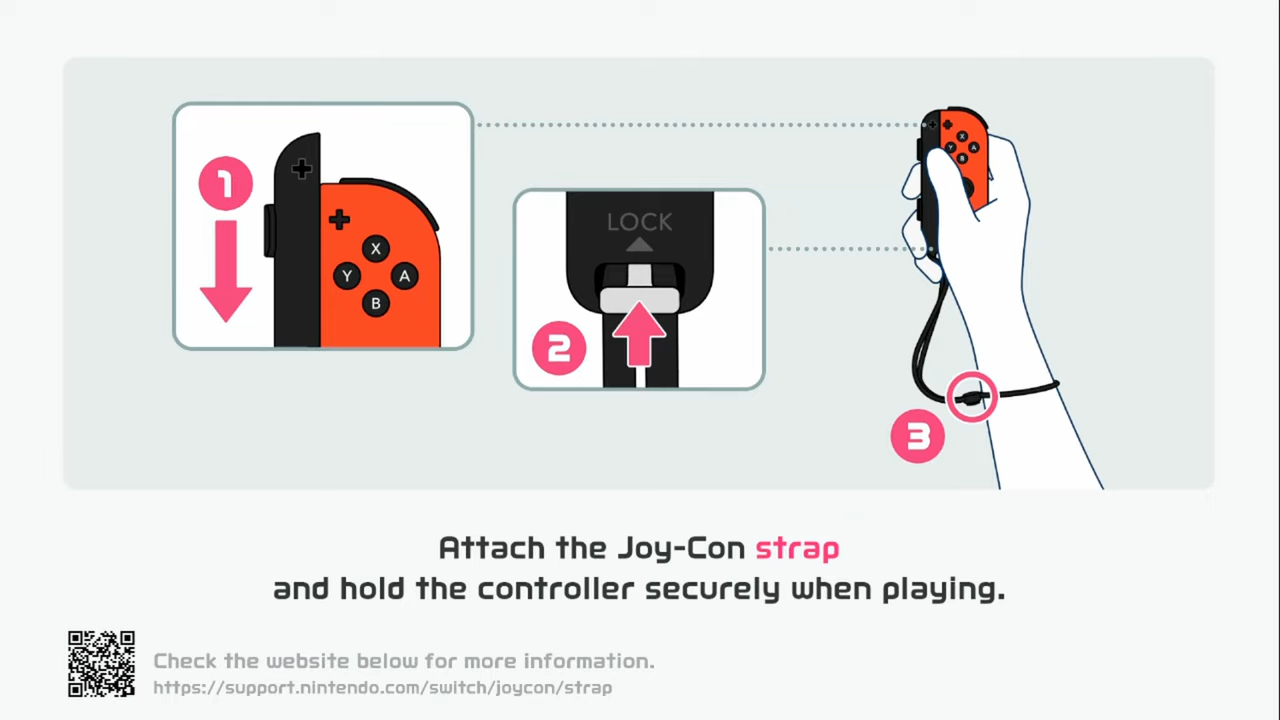 1
X
Y
A
B
LOCK
2
X
Y
A
B
3
Attach the Joy-Con strap
and hold the controller securely when playing.
Check the website below for more information.
https://support.nintendo.com/switch/joycon/strap